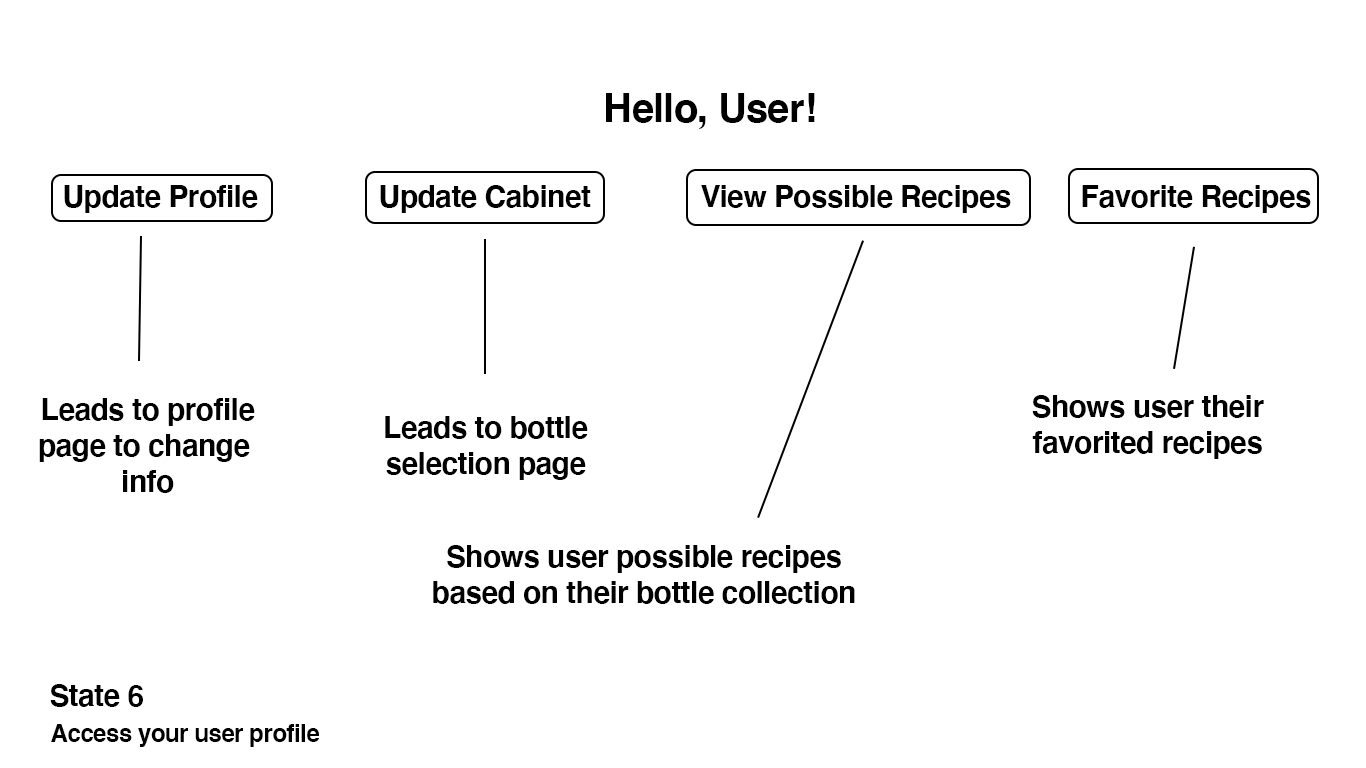 Hello, User!
Update Profile
Update Cabinet
View Possible Recipes
Favorite Recipes
Leads to profile
page to change
info
Leads to bottle
selection page
Shows user possible recipes
based on their bottle collection
Shows user their
favorited recipes
State 6
Access your user profile